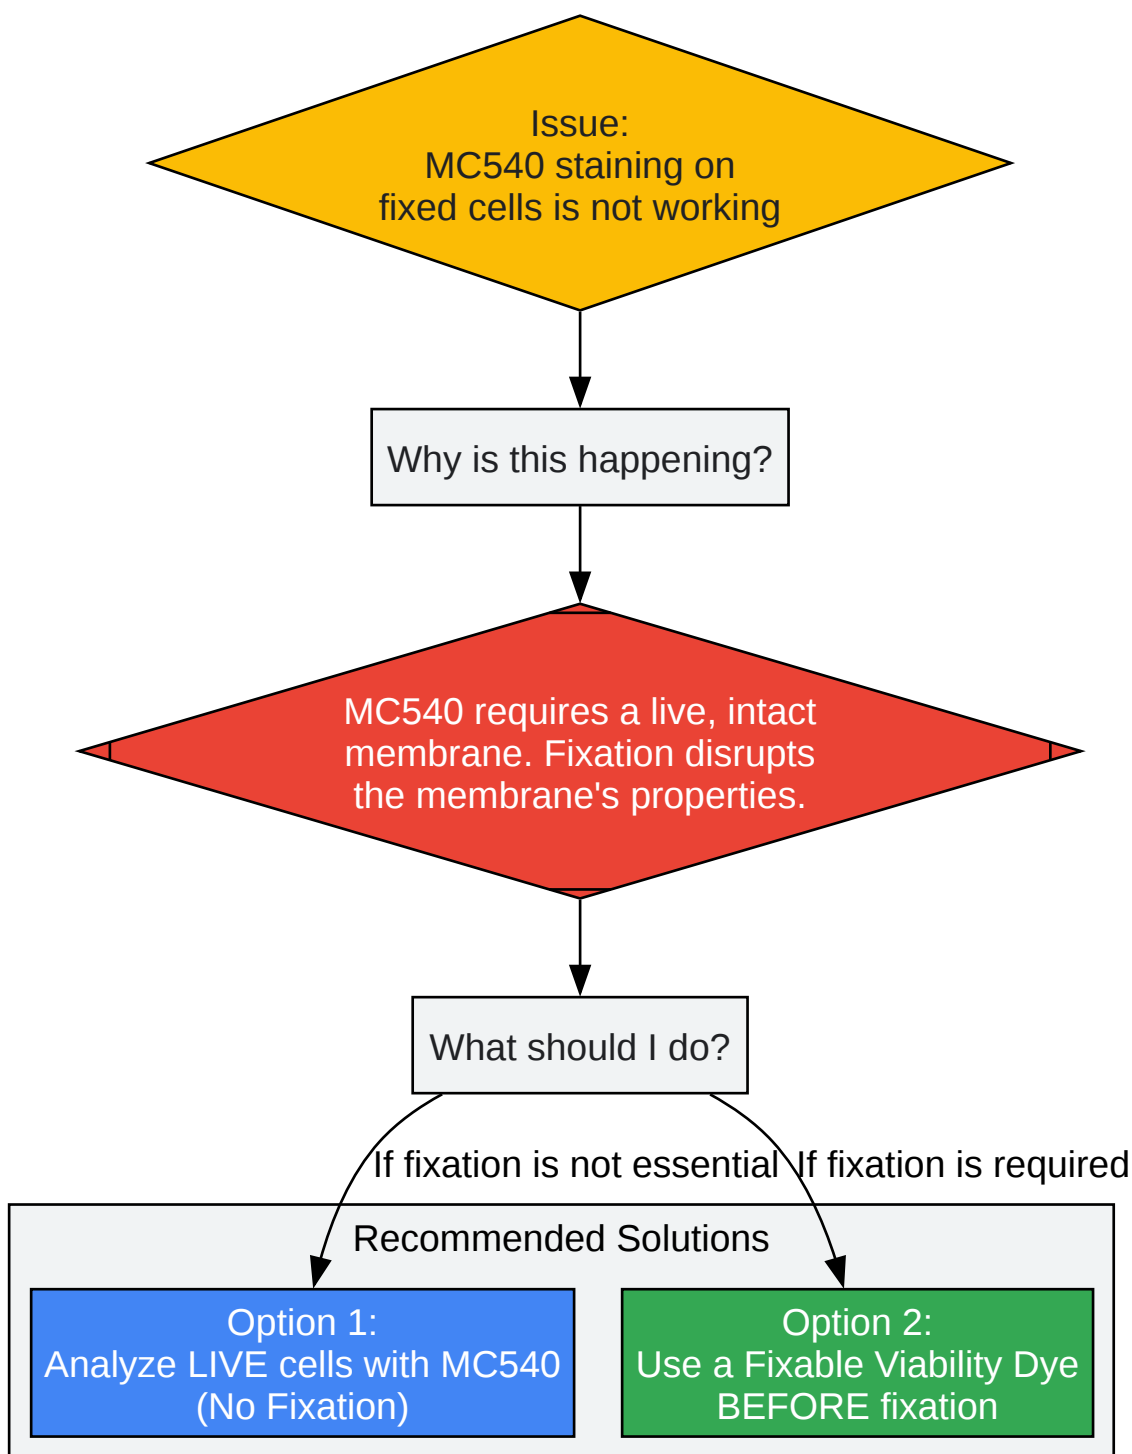 Issue:
MC540 staining on
fixed cells is not working
Why is this happening?
MC540 requires a live, intact
membrane. Fixation disrupts
the membrane's properties.
What should I do?
If fixation is not essential
If fixation is required
Recommended Solutions
Option 1:
Analyze LIVE cells with MC540
(No Fixation)
Option 2:
Use a Fixable Viability Dye
BEFORE fixation